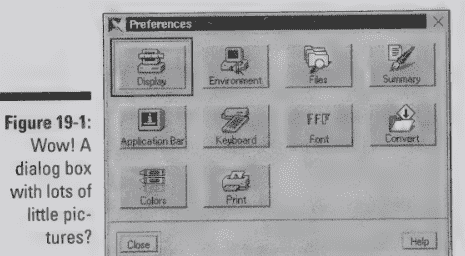 Preferences
Display
Environment
Files
Summary
Application Bar
Keyboard
FFF
Font
Convert
Colors
Print
Close
Help
Figure 19-1:
Wow! A
dialog box
with lots of
little pic-
tures?